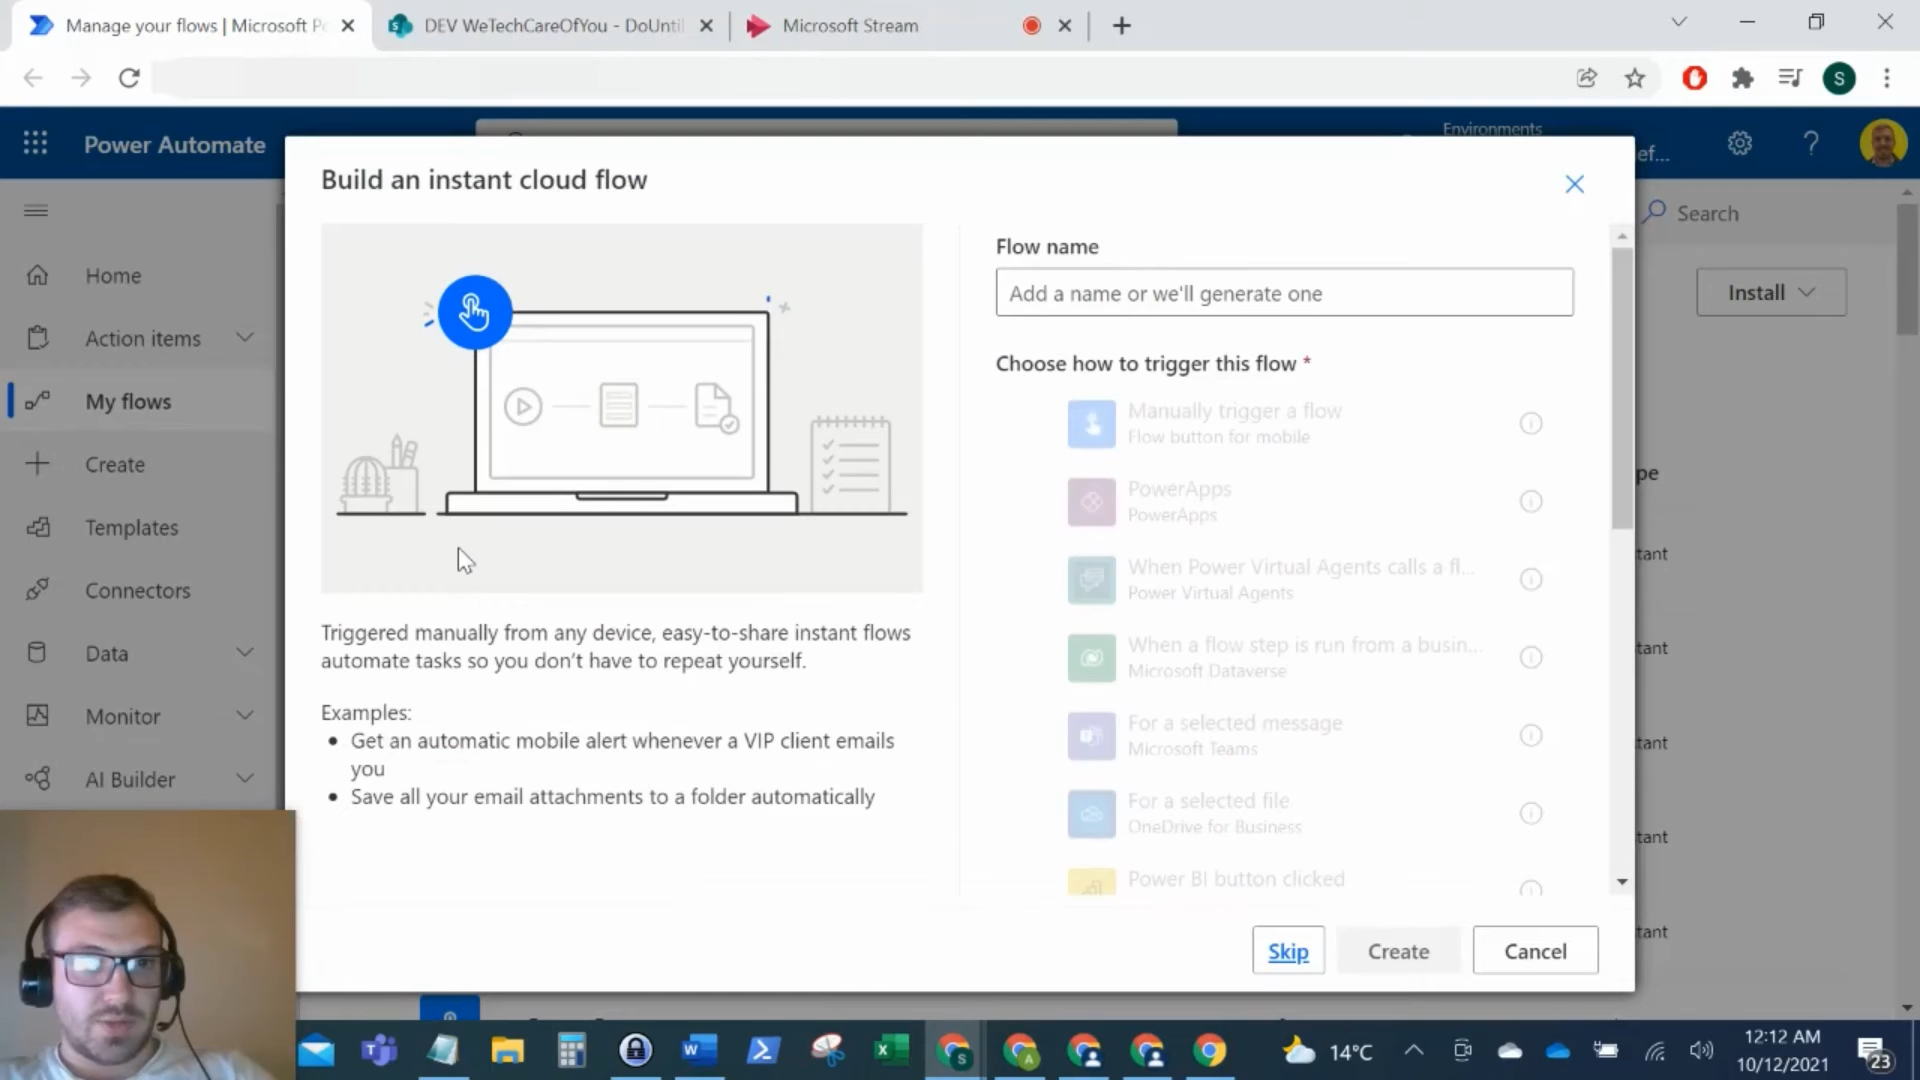 Manage your flows | Microsoft Po
DEV WeTechCareOfYou - DoUntil
Microsoft Stream
S
Power Automate
Environments
ef...
Build an instant cloud flow
Search
Install
Home
Action items
My flows
Create
Templates
Connectors
Data
Monitor
AI Builder
Triggered manually from any device, easy-to-share instant flows
automate tasks so you don't have to repeat yourself.
Examples:
Get an automatic mobile alert whenever a VIP client emails
you
Save all your email attachments to a folder automatically
Flow name
Add a name or we'll generate one
Choose how to trigger this flow *
Manually trigger a flow
Flow button for mobile
PowerApps
PowerApps
When Power Virtual Agents calls a fl...
Power Virtual Agents
When a flow step is run from a busin...
Microsoft Dataverse
For a selected message
Microsoft Teams
For a selected file
OneDrive for Business
Power BI button clicked
pe
tant
tant
tant
tant
tant
Skip
Create
Cancel
14°C
12:12 AM
10/12/2021
23